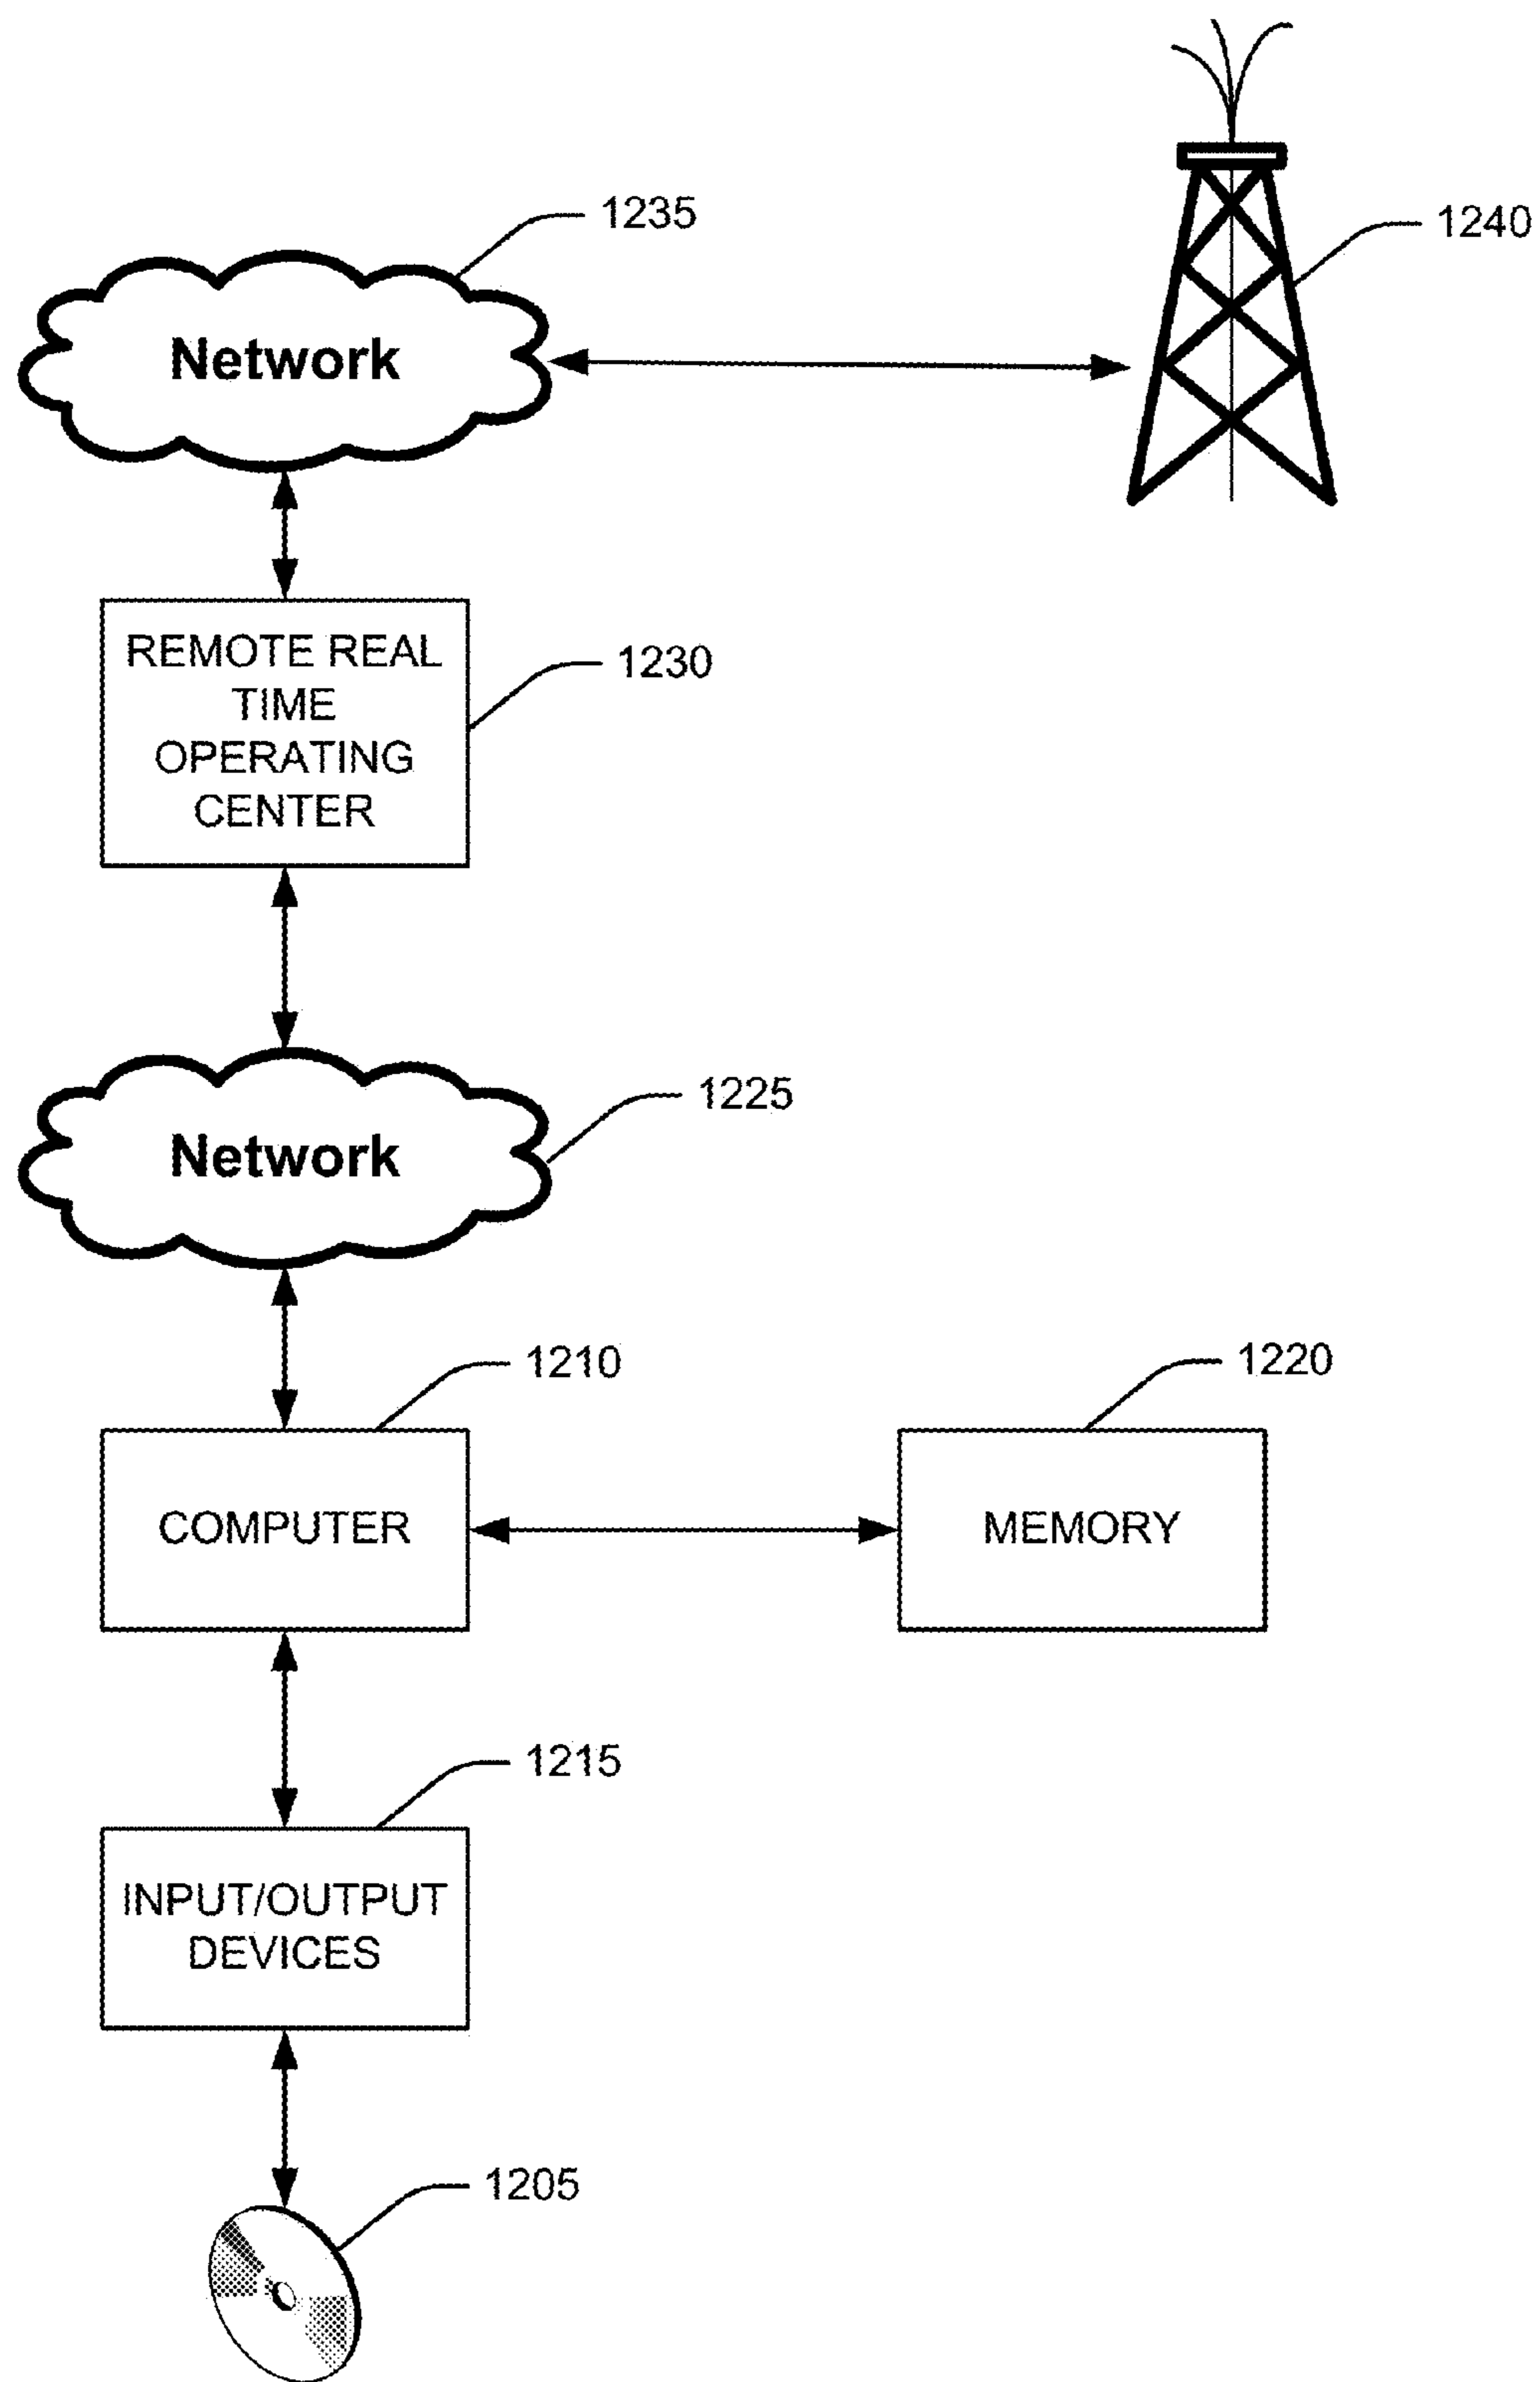 1235
1240
Network
REMOTE REAL
TIME
OPERATING
CENTER
1230
1225
Network
1210
1220
COMPUTER
MEMORY
1215
INPUT/OUTPUT
DEVICES
1205